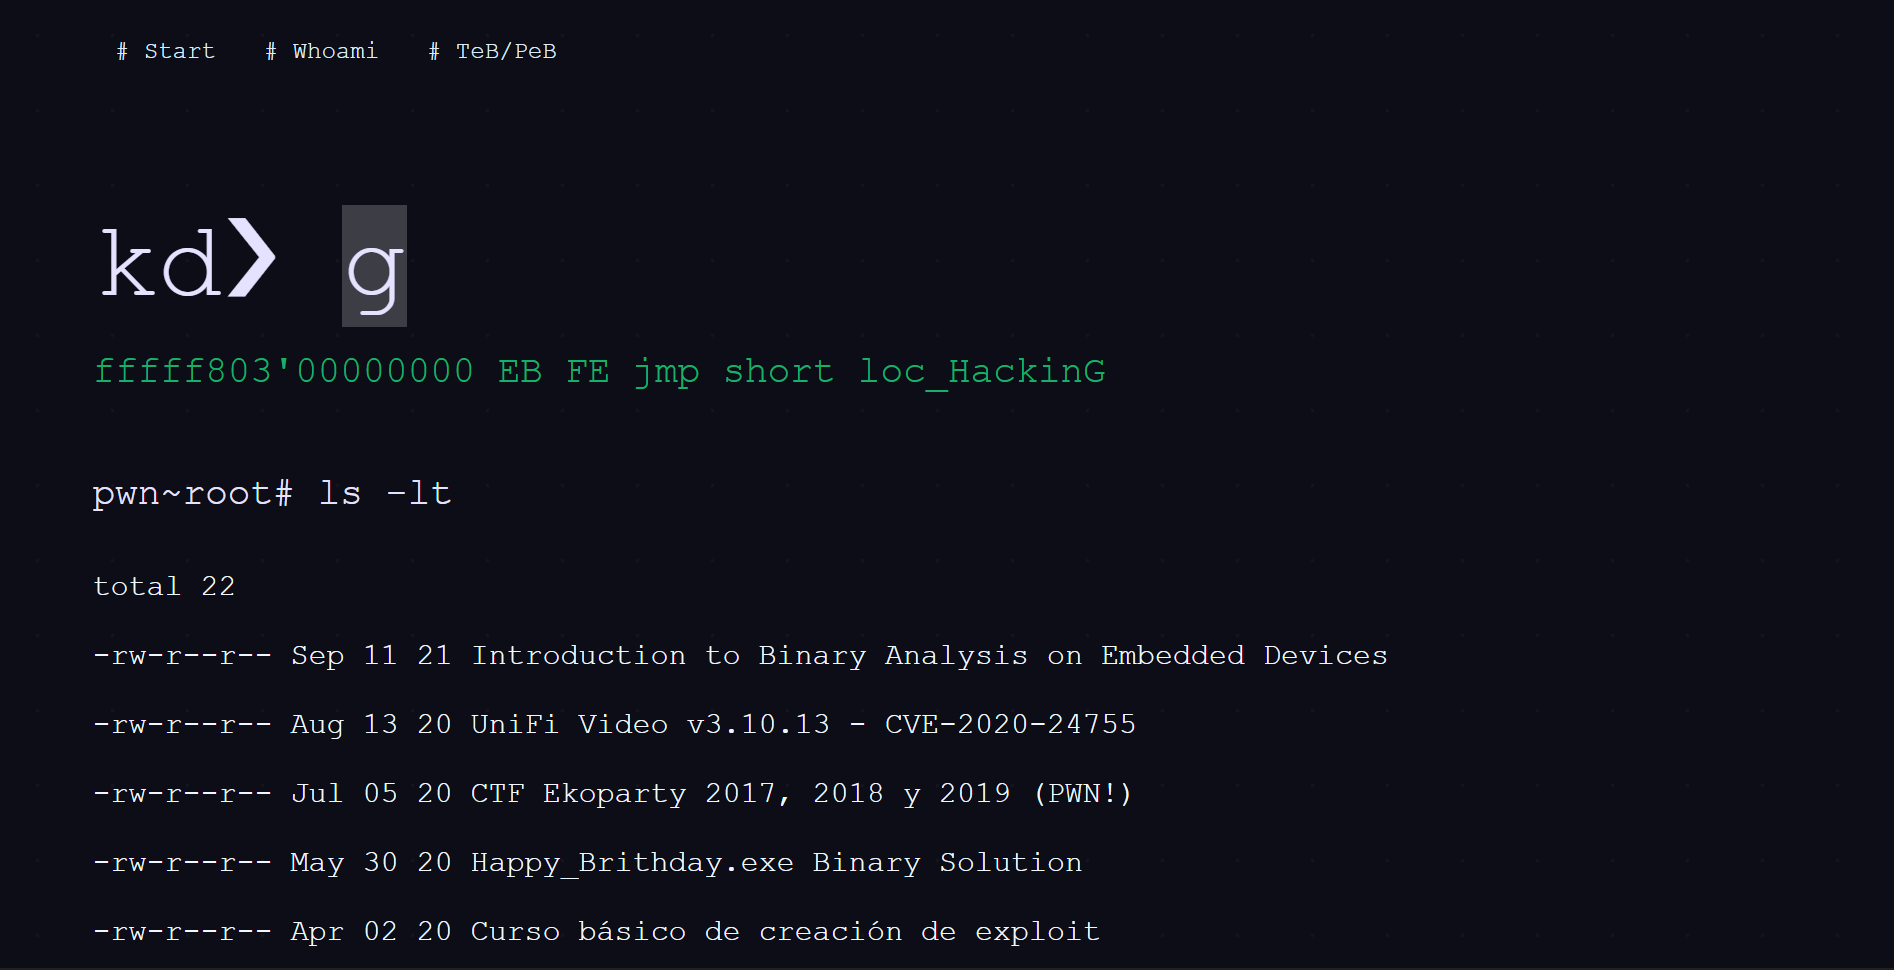 # Start # Whoami # TeB/PeB
kd❯ g
fffff803'00000000 EB FE jmp short loc_HackinG
pwn~root# ls -lt
total 22
-rw-r--r-- Sep 11 21 Introduction to Binary Analysis on Embedded Devices
-rw-r--r-- Aug 13 20 UniFi Video v3.10.13 - CVE-2020-24755
-rw-r--r-- Jul 05 20 CTF Ekoparty 2017, 2018 y 2019 (PWN!)
-rw-r--r-- May 30 20 Happy_Brithday.exe Binary Solution
-rw-r--r-- Apr 02 20 Curso básico de creación de exploit